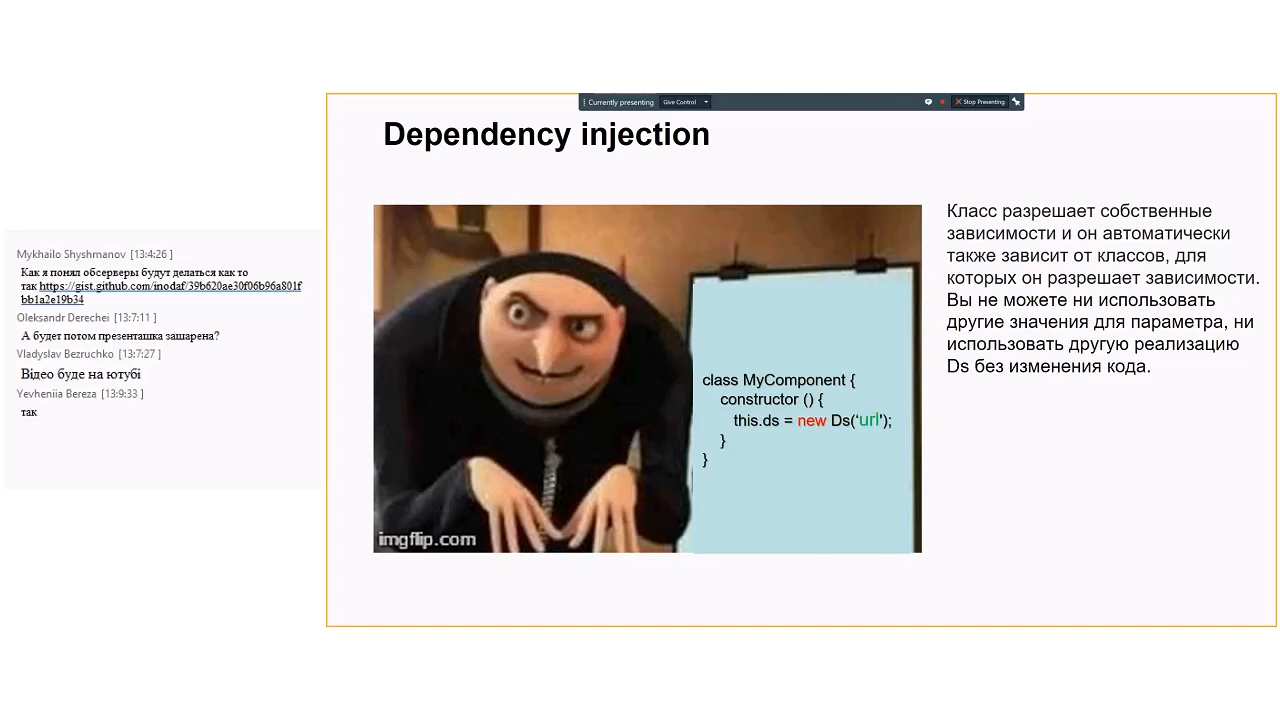 Currently presenting Give Control Stop Presenting
Dependency injection
Mykhailo Shyshmanov [13:4:26 ]
Как я понял обсерверы будут делаться как то
так https://gist.github.com/inodaf/39b620ae30f06b96a801f
bb1a2e19b34
Oleksandr Derechei [13:7:11 ]
А будет потом презенташка зашарена?
Vladyslav Bezruchko [13:7:27 ]
Відео буде на ютубі
Yevheniia Bereza [13:9:33 ]
так
class MyComponent {
constructor () {
this.ds = new Ds('url');
}
}
imgflip.com
Класс разрешает собственные
зависимости и он автоматически
также зависит от классов, для
которых он разрешает зависимости.
Вы не можете ни использовать
другие значения для параметра, ни
использовать другую реализацию
Ds без изменения кода.